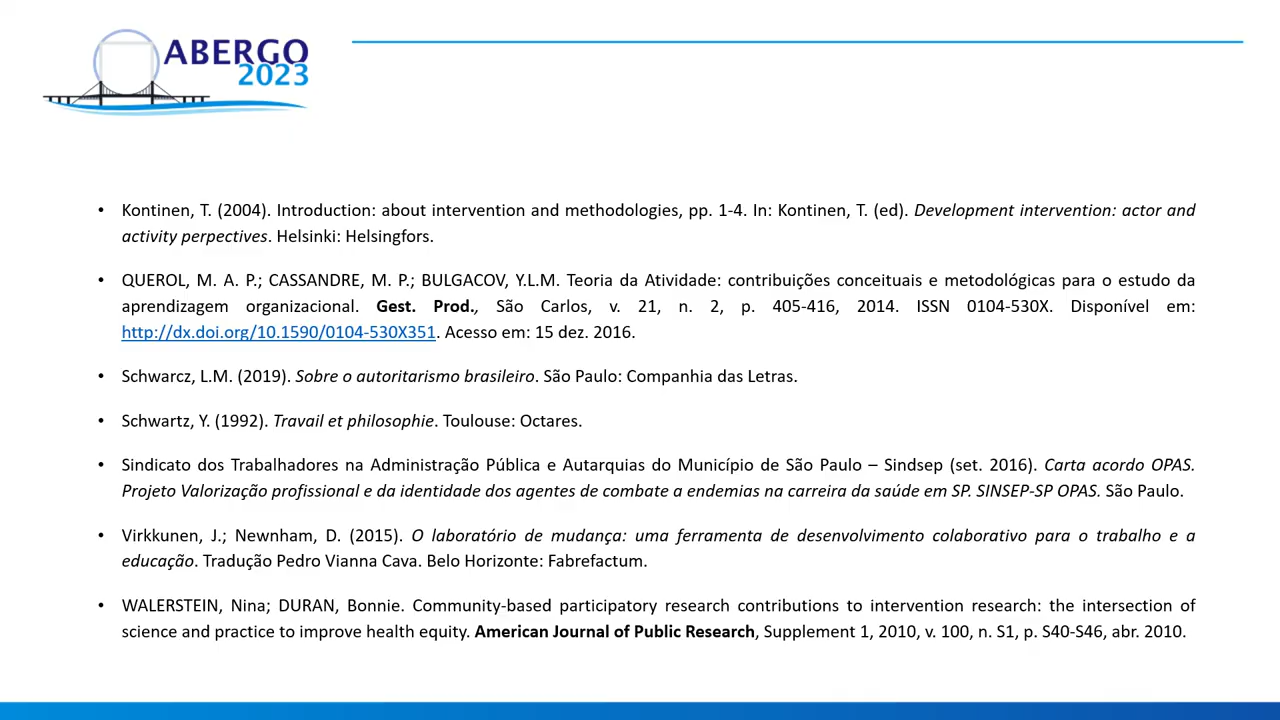 ABERGO
2023
• Kontinen, T. (2004). Introduction: about intervention and methodologies, pp. 1-4. In: Kontinen, T. (ed). Development intervention: actor and
activity perpectives. Helsinki: Helsingfors.
• QUEROL, M. A. P.; CASSANDRE, M. P.; BULGACOV, Y.L.M. Teoria da Atividade: contribuições conceituais e metodológicas para o estudo da
aprendizagem organizacional. Gest. Prod., São Carlos, v. 21, n. 2, p. 405-416, 2014. ISSN 0104-530X. Disponível em:
http://dx.doi.org/10.1590/0104-530X351. Acesso em: 15 dez. 2016.
• Schwarcz, L.M. (2019). Sobre o autoritarismo brasileiro. São Paulo: Companhia das Letras.
• Schwartz, Y. (1992). Travail et philosophie. Toulouse: Octares.
• Sindicato dos Trabalhadores na Administração Pública e Autarquias do Município de São Paulo – Sindsep (set. 2016). Carta acordo OPAS.
Projeto Valorização profissional e da identidade dos agentes de combate a endemias na carreira da saúde em SP. SINSEP-SP OPAS. São Paulo.
• Virkkunen, J.; Newnham, D. (2015). O laboratório de mudança: uma ferramenta de desenvolvimento colaborativo para o trabalho e a
educação. Tradução Pedro Vianna Cava. Belo Horizonte: Fabrefactum.
• WALERSTEIN, Nina; DURAN, Bonnie. Community-based participatory research contributions to intervention research: the intersection of
science and practice to improve health equity. American Journal of Public Research, Supplement 1, 2010, v. 100, n. S1, p. S40-S46, abr. 2010.